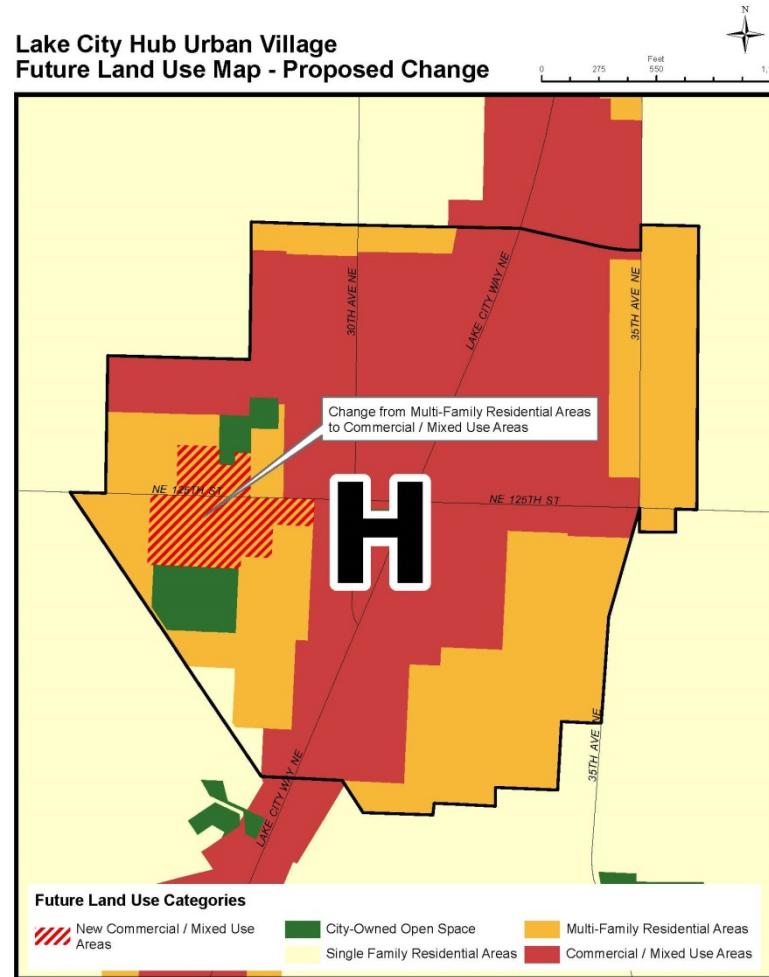 N
Lake City Hub Urban Village
Future Land Use Map - Proposed Change
Feet
0 275 550 1,
30TH AVE NE
LAKE CITY WAY NE
35TH AVE NE
Change from Multi-Family Residential Areas
to Commercial / Mixed Use Areas
NE 125TH ST
NE 125TH ST
H
35TH AVE NE
LAKE CITY WAY NE
Future Land Use Categories
New Commercial / Mixed Use
Areas
City-Owned Open Space
Multi-Family Residential Areas
Single Family Residential Areas
Commercial / Mixed Use Areas